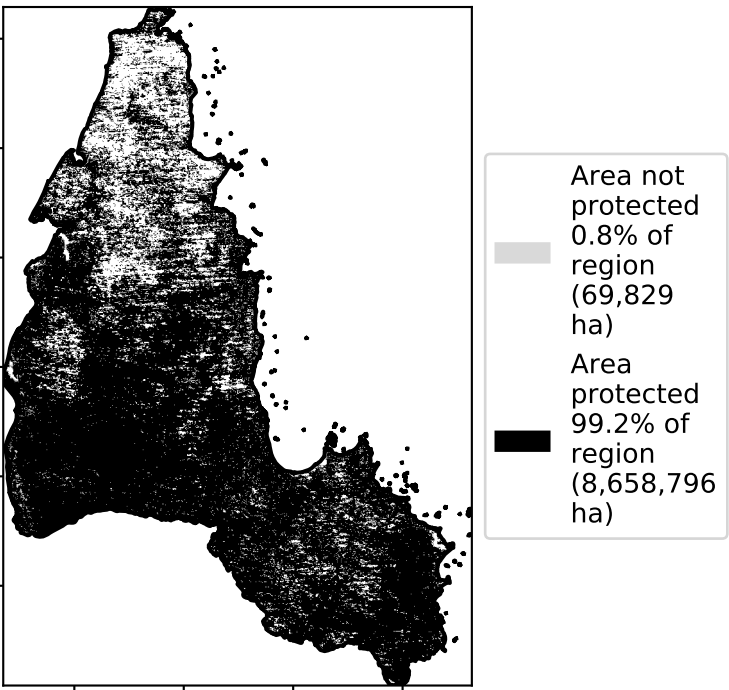 Area not
protected
0.8% of
region
(69,829
ha)
Area
protected
99.2% of
region
(8,658,796
ha)